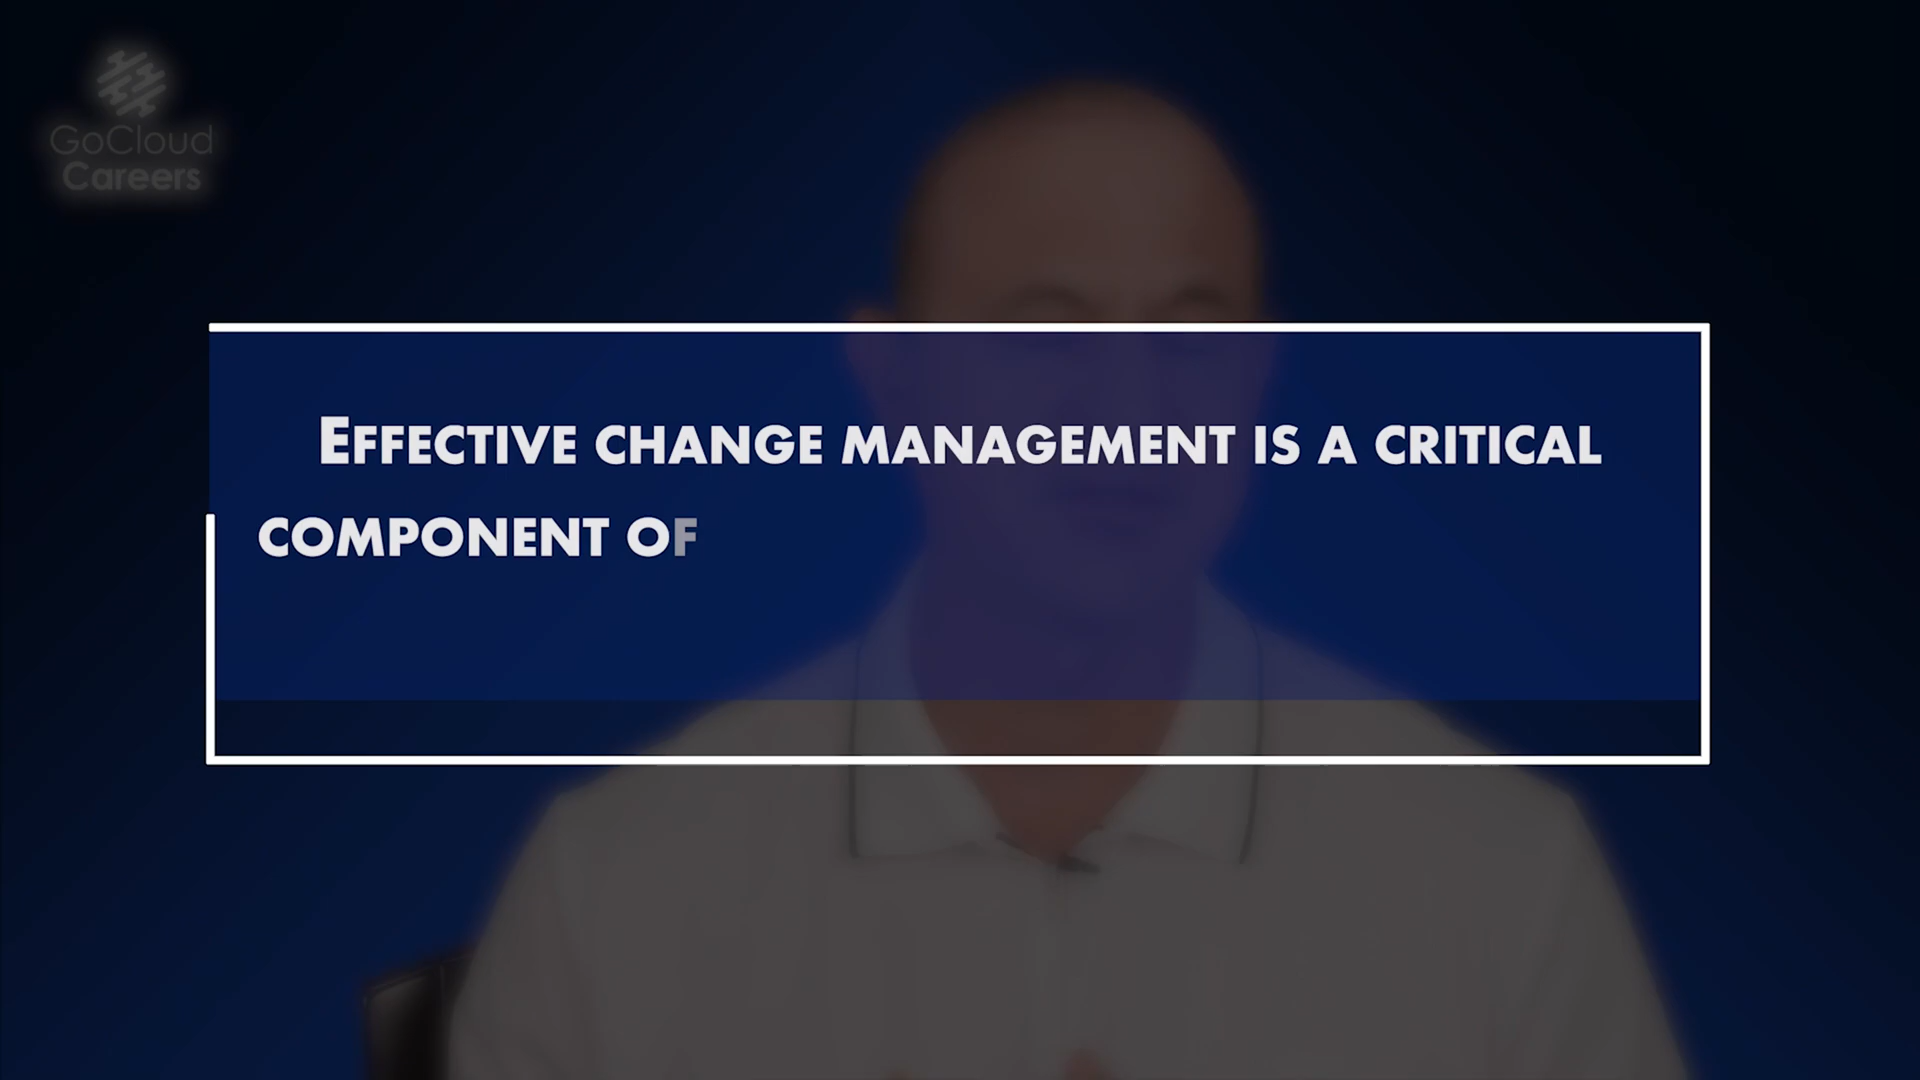 GoCloud
Careers
Effective change management is a critical
component of